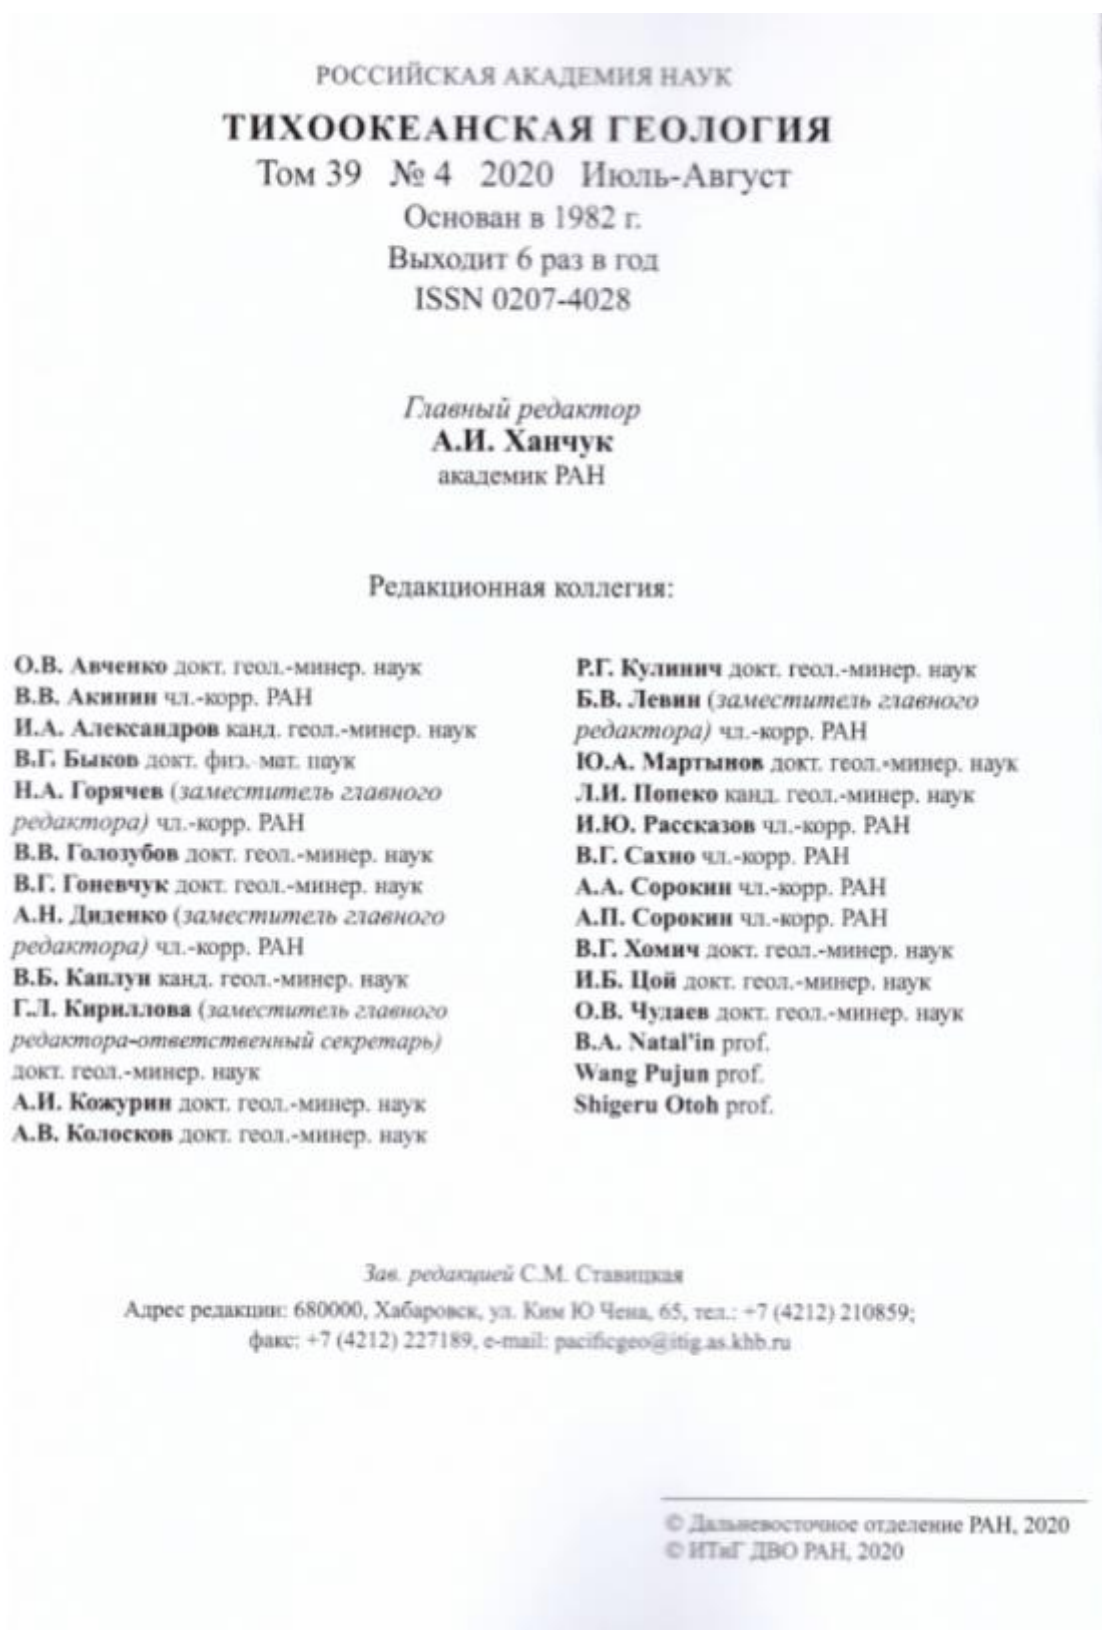 РОССИЙСКАЯ АКАДЕМИЯ НАУК
ТИХООКЕАНСКАЯ ГЕОЛОГИЯ
Том 39 № 4 2020 Июль-Август
Основан в 1982 г.
Выходит 6 раз в год
ISSN 0207-4028
Главный редактор
А.И. Ханчук
академик РАН
Редакционная коллегия:
О.В. Авченко докт. геол.-минер. наук
В.В. Акинин чл.-корр. РАН
И.А. Александров канд. геол.-минер. наук
В.Г. Быков докт. физ.-мат. наук
Н.А. Горячев (заместитель главного
редактора) чл.-корр. РАН
В.В. Голозубов докт. геол.-минер. наук
В.Г. Гоневчук докт. геол.-минер. наук
А.Н. Диденко (заместитель главного
редактора) чл.-корр. РАН
В.Б. Каплун канд. геол.-минер. наук
Г.Л. Кириллова (заместитель главного
редактора-ответственный секретарь)
докт. геол.-минер. наук
А.И. Кожурин докт. геол.-минер. наук
А.В. Колосков докт. геол.-минер. наук
Р.Г. Кулинич докт. геол.-минер. наук
Б.В. Левин (заместитель главного
редактора) чл.-корр. РАН
Ю.А. Мартынов докт. геол.-минер. наук
Л.И. Попеко канд. геол.-минер. наук
И.Ю. Рассказов чл.-корр. РАН
В.Г. Сахно чл.-корр. РАН
А.А. Сорокин чл.-корр. РАН
А.П. Сорокин чл.-корр. РАН
В.Г. Хомич докт. геол.-минер. наук
И.Б. Цой докт. геол.-минер. наук
О.В. Чудаев докт. геол.-минер. наук
B.A. Natal'in prof.
Wang Pujun prof.
Shigeru Otoh prof.
Зав. редакцией С.М. Ставицкая
Адрес редакции: 680000, Хабаровск, ул. Ким Ю Чена, 65, тел.: +7 (4212) 210859;
факс: +7 (4212) 227189, e-mail: pacificgeo@itig.as.khb.ru
© Дальневосточное отделение РАН, 2020
© ИТиГ ДВО РАН, 2020